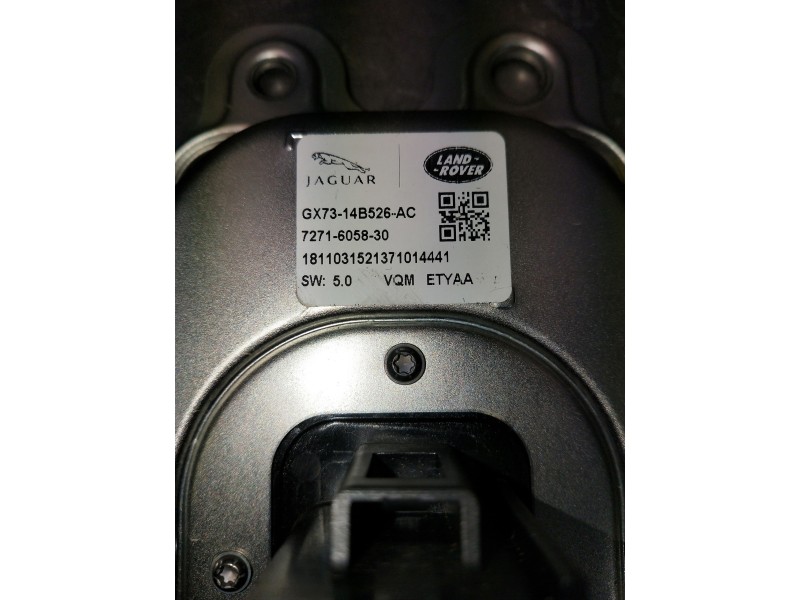 JAGUAR
LAND-
-ROVER
GX73-14B526-AC
7271-6058-30
1811031521371014441
SW: 5.0 VQM ETYAA